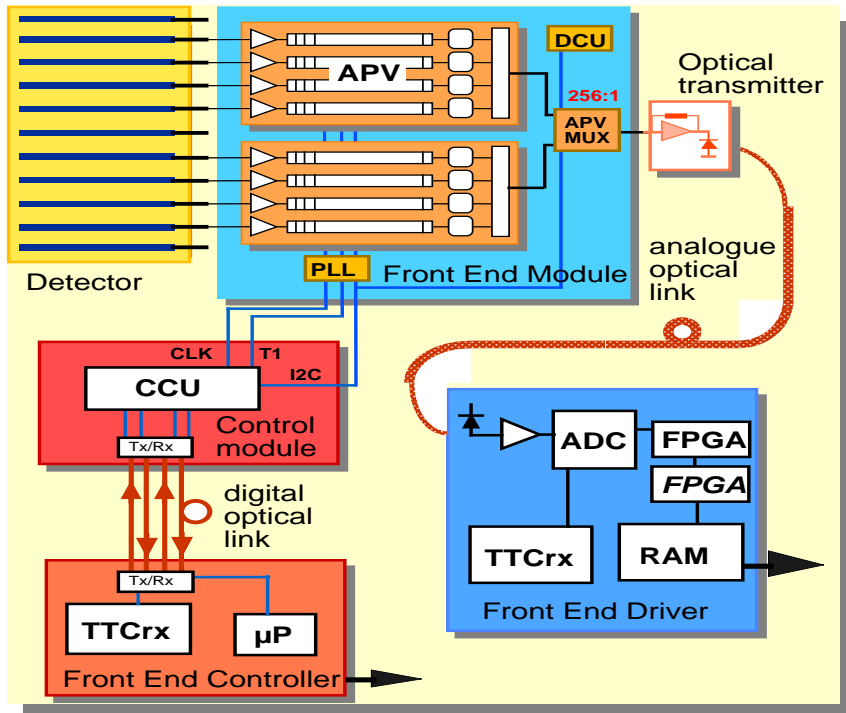 APV
DCU
256:1
APV
MUX
Optical
transmitter
PLL
Front End Module
Detector
analogue
optical
link
CLK
T1
I2C
CCU
Control
module
Tx/Rx
digital
optical
link
Tx/Rx
TTCrx
µP
Front End Controller
ADC
FPGA
FPGA
TTCrx
RAM
Front End Driver